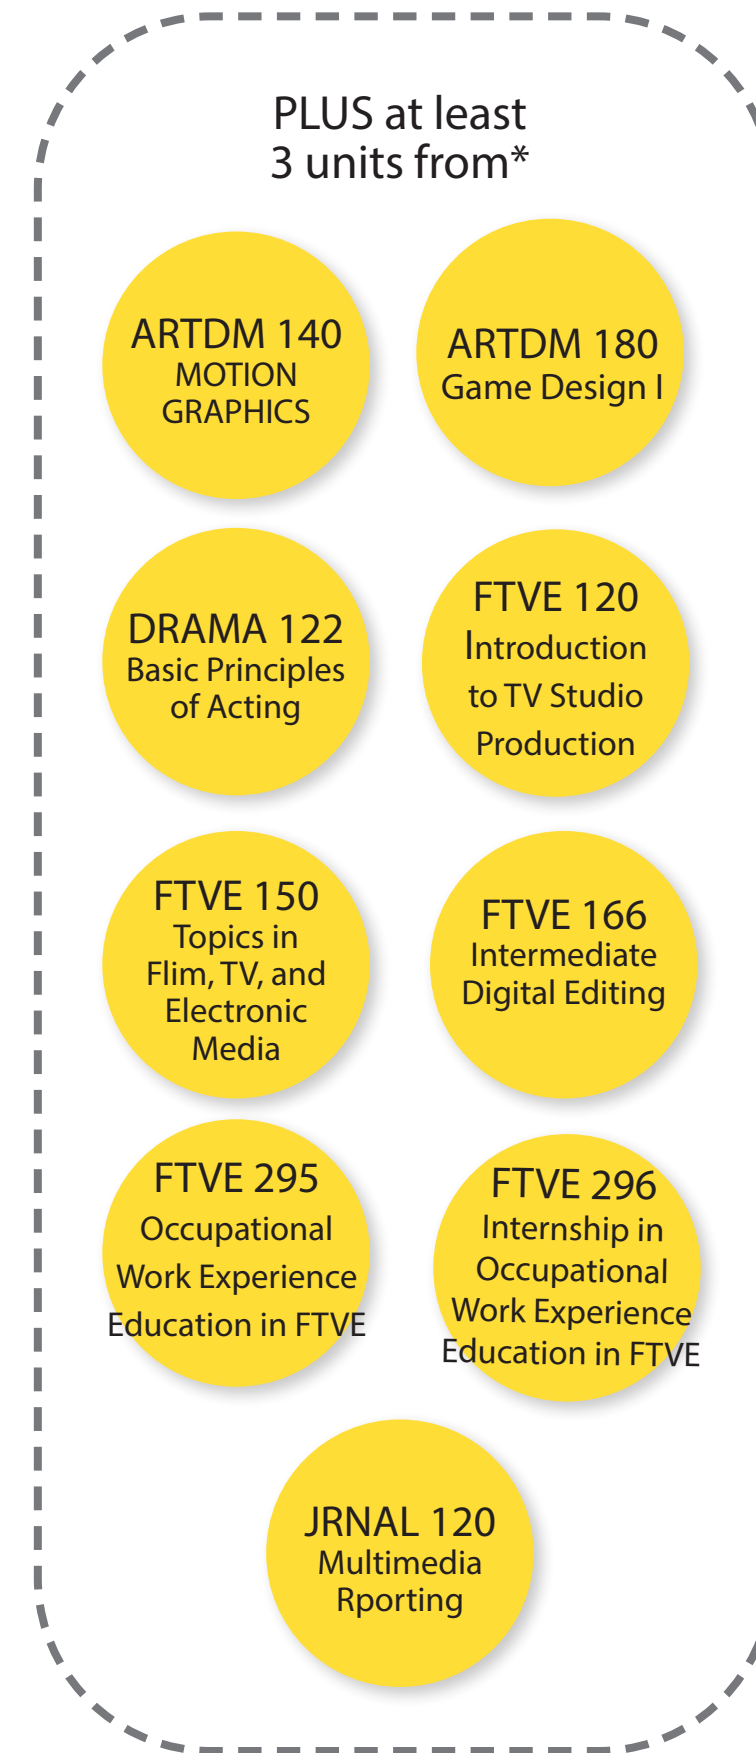 PLUS at least
3 units from*
ARTDM 140
MOTION
GRAPHICS
ARTDM 180
Game Design I
DRAMA 122
Basic Principles
of Acting
FTVE 120
Introduction
to TV Studio
Production
FTVE 150
Topics in
Flim, TV, and
Electronic
Media
FTVE 166
Intermediate
Digital Editing
FTVE 295
Occupational
Work Experience
Education in FTVE
FTVE 296
Internship in
Occupational
Work Experience
Education in FTVE
JRNAL 120
Multimedia
Rporting